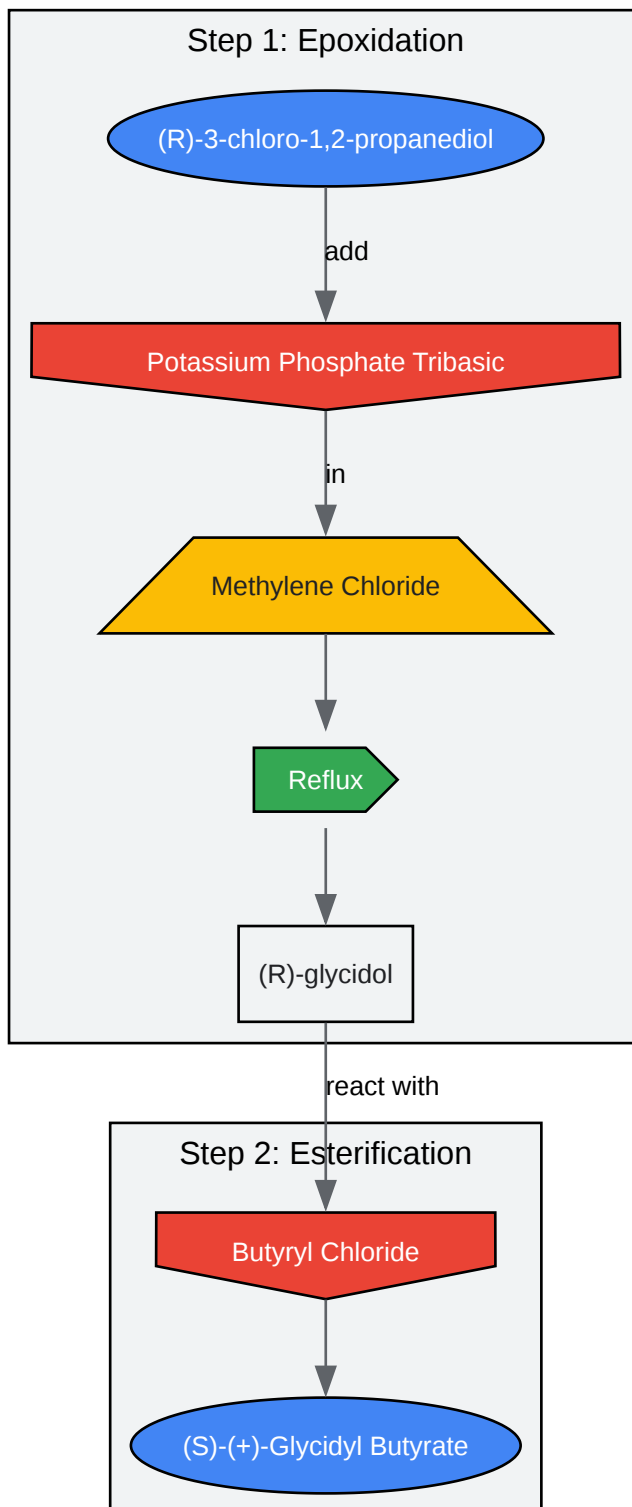 Step 1: Epoxidation
(R)-3-chloro-1,2-propanediol
add
Potassium Phosphate Tribasic
in
Methylene Chloride
Reflux
(R)-glycidol
react with
Step 2: Esterification
Butyryl Chloride
(S)-(+)-Glycidyl Butyrate